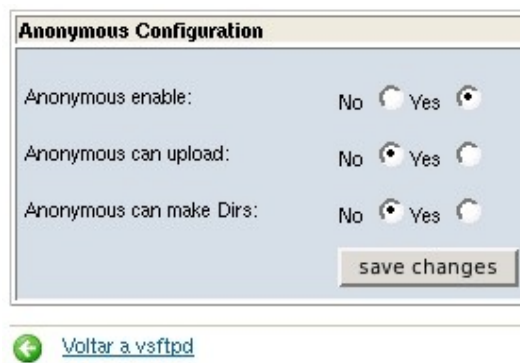 Anonymous Configuration
Anonymous enable: No Yes
Anonymous can upload: No Yes
Anonymous can make Dirs: No Yes
save changes
Voltar a vsftpd